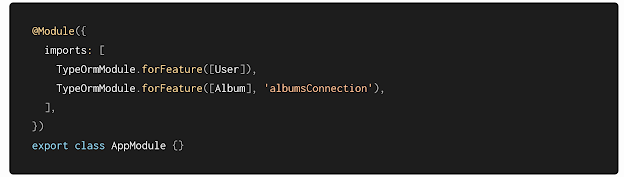 @Module({
  imports: [
    TypeOrmModule.forFeature([User]),
    TypeOrmModule.forFeature([Album], 'albumsConnection'),
  ],
})
export class AppModule {}